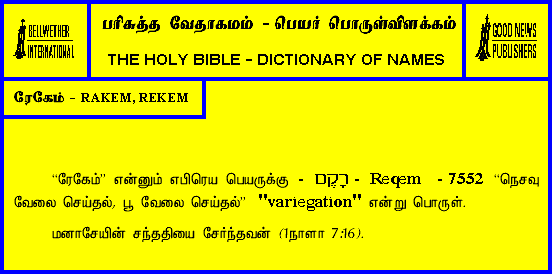 BELLWETHER
INTERNATIONAL
பரிசுத்த வேதாகமம் - பெயர் பொருள்விளக்கம்
THE HOLY BIBLE - DICTIONARY OF NAMES
GOOD NEWS
PUBLISHERS
ரேகேம் - RAKEM, REKEM
“ரேகேம்” என்னும் எபிரெய பெயருக்கு - רֶקֶם - Reqem - 7552 “நெசவு
வேலை செய்தல், பூ வேலை செய்தல்” "variegation" என்று பொருள்.
மனாசேயின் சந்ததியை சேர்ந்தவன் (1நாளா 7:16).